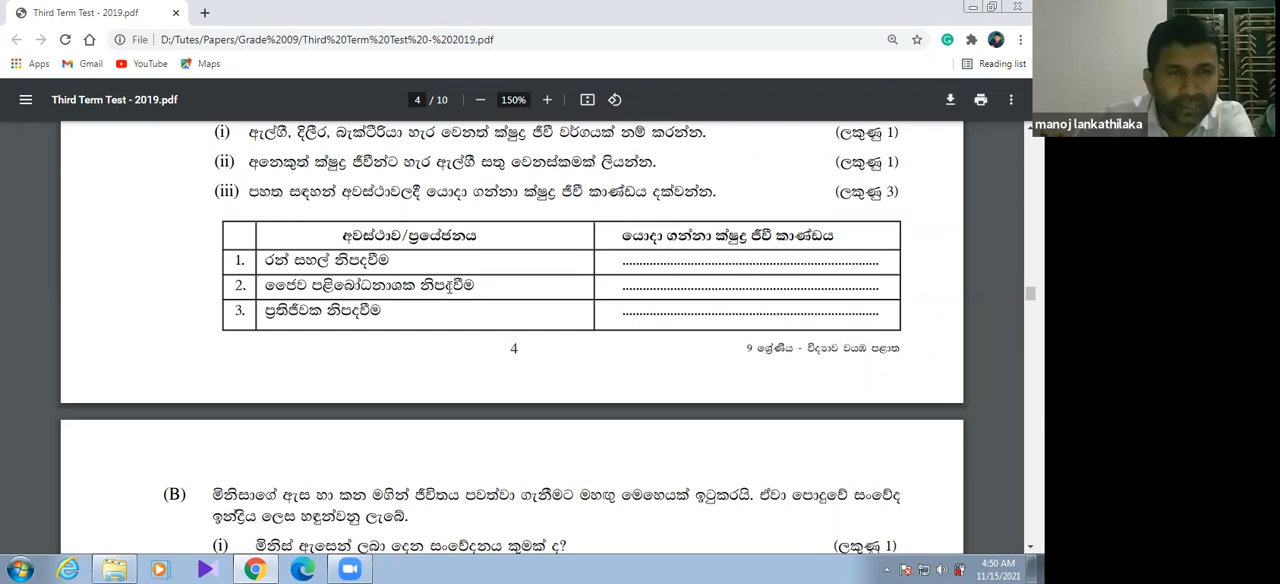 Third Term Test - 2019.pdf
File D:/Tutes/Papers/Grade%2009/Third%20Term%20Test%20-%202019.pdf
Apps Gmail YouTube Maps Reading list
Third Term Test - 2019.pdf 4 / 10 150%
manoj lankathilaka
(i) ඇල්ගී, දිලීර, බැක්ටීරියා හැර වෙනත් ක්ෂුද්‍ර ජීවී වර්ගයක් නම් කරන්න. (ලකුණු 1)
(ii) අනෙකුත් ක්ෂුද්‍ර ජීවීන්ට හැර ඇල්ගී සතු වෙනස්කමක් ලියන්න. (ලකුණු 1)
(iii) පහත සඳහන් අවස්ථාවලදී යොදා ගන්නා ක්ෂුද්‍ර ජීවී කාණ්ඩය දක්වන්න. (ලකුණු 3)
අවස්ථාව/ප්‍රයේජනය යොදා ගන්නා ක්ෂුද්‍ර ජීවී කාණ්ඩය
1. රන් සහල් නිපදවීම ................................................
2. ජෛව පළිබෝධනාශක නිපදවීම ................................................
3. ප්‍රතිජීවක නිපදවීම ................................................
4 9 ශ්‍රේණිය - විද්‍යාව වයඹ පළාත
(B) මිනිසාගේ ඇස හා කන මගින් ජීවිතය පවත්වා ගැනීමට මහඟු මෙහෙයක් ඉටුකරයි. ඒවා පොදුවේ සංවේද
ඉන්ද්‍රිය ලෙස හඳුන්වනු ලැබේ.
(i) මිනිස් ඇසෙන් ලබා දෙන සංවේදනය කුමක් ද? (ලකුණු 1)
4:50 AM
11/15/2021